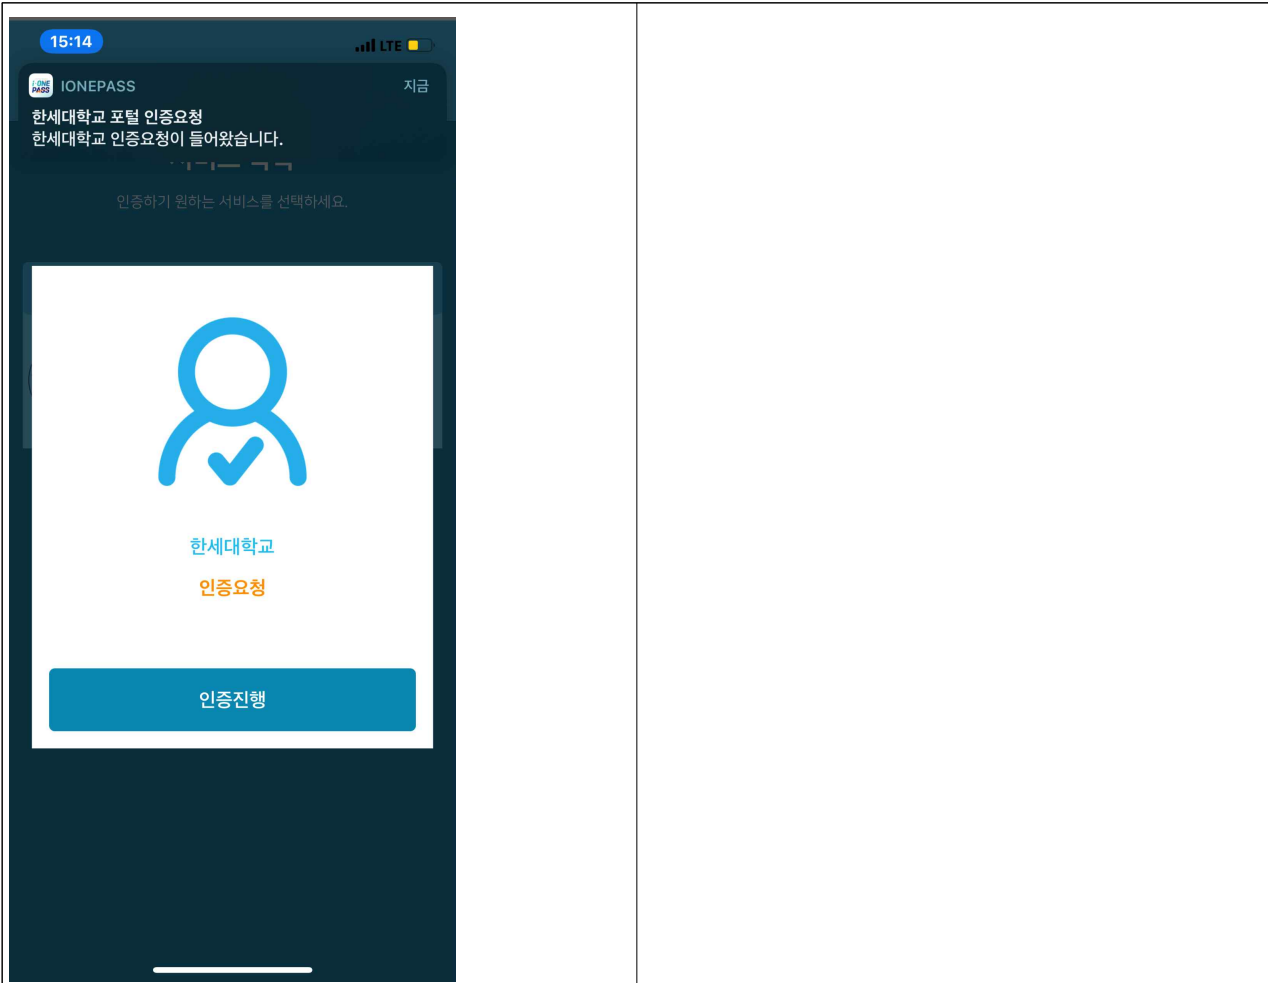 15:14
LTE
i-ONE
PASS
IONEPASS
지금
한세대학교 포털 인증요청
한세대학교 인증요청이 들어왔습니다.
인증하기 원하는 서비스를 선택하세요.
한세대학교
인증요청
인증진행